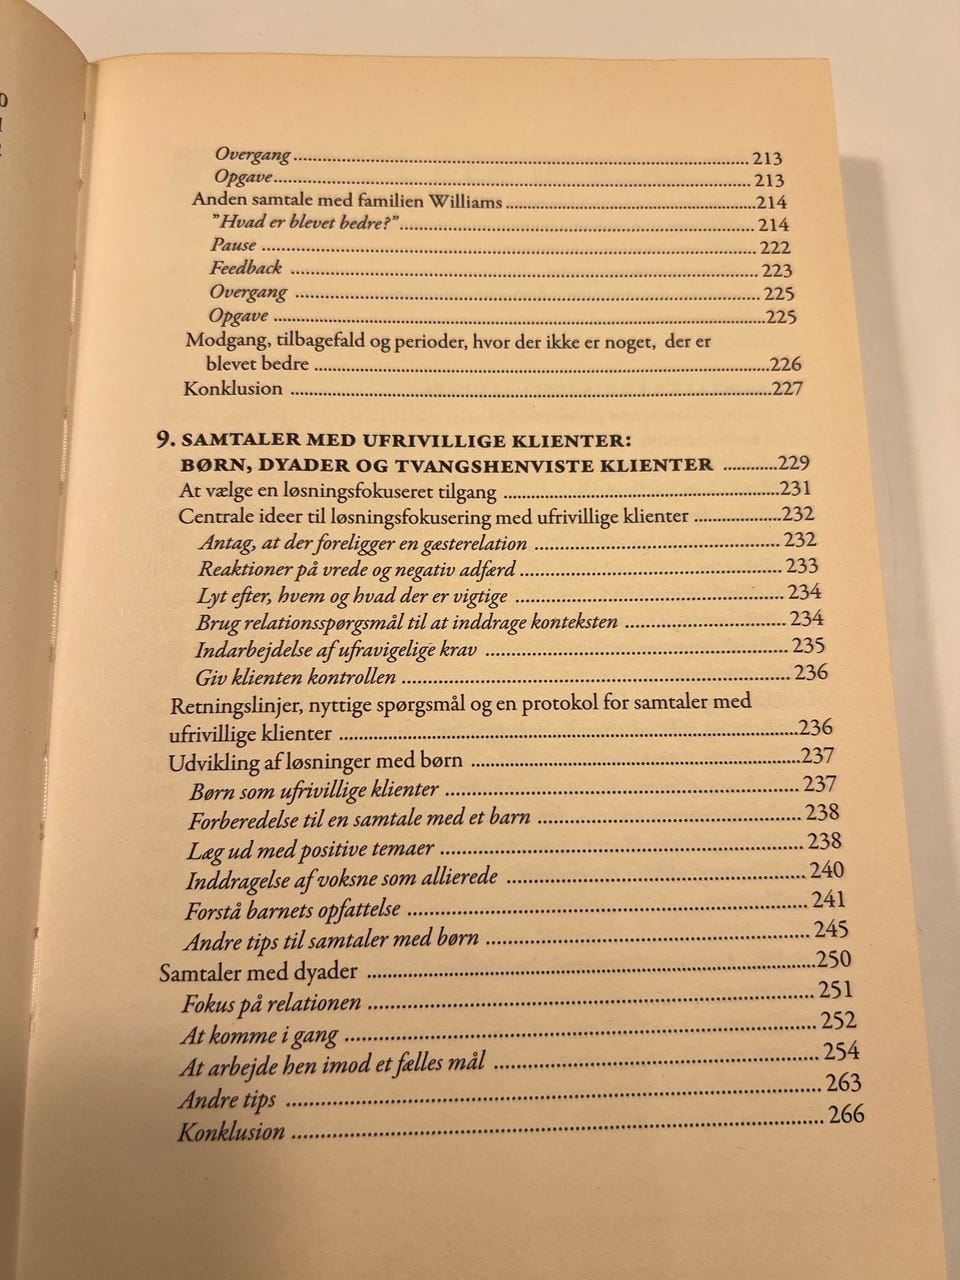 Overgang 213
Opgave 213
Anden samtale med familien Williams 214
"Hvad er blevet bedre?" 214
Pause 222
Feedback 223
Overgang 225
Opgave 225
Modgang, tilbagefald og perioder, hvor der ikke er noget, der er
blevet bedre 226
Konklusion 227
9. SAMTALER MED UFRIVILLIGE KLIENTER:
BØRN, DYADER OG TVANGSHENVISTE KLIENTER 229
At vælge en løsningsfokuseret tilgang 231
Centrale ideer til løsningsfokusering med ufrivillige klienter 232
Antag, at der foreligger en gæsterelation 232
Reaktioner på vrede og negativ adfærd 233
Lyt efter, hvem og hvad der er vigtige 234
Brug relationsspørgsmål til at inddrage konteksten 234
Indarbejdelse af ufravigelige krav 235
Giv klienten kontrollen 236
Retningslinjer, nyttige spørgsmål og en protokol for samtaler med
ufrivillige klienter 236
Udvikling af løsninger med børn 237
Børn som ufrivillige klienter 237
Forberedelse til en samtale med et barn 238
Læg ud med positive temaer 238
Inddragelse af voksne som allierede 240
Forstå barnets opfattelse 241
Andre tips til samtaler med børn 245
Samtaler med dyader 250
Fokus på relationen 251
At komme i gang 252
At arbejde hen imod et fælles mål 254
Andre tips 263
Konklusion 266